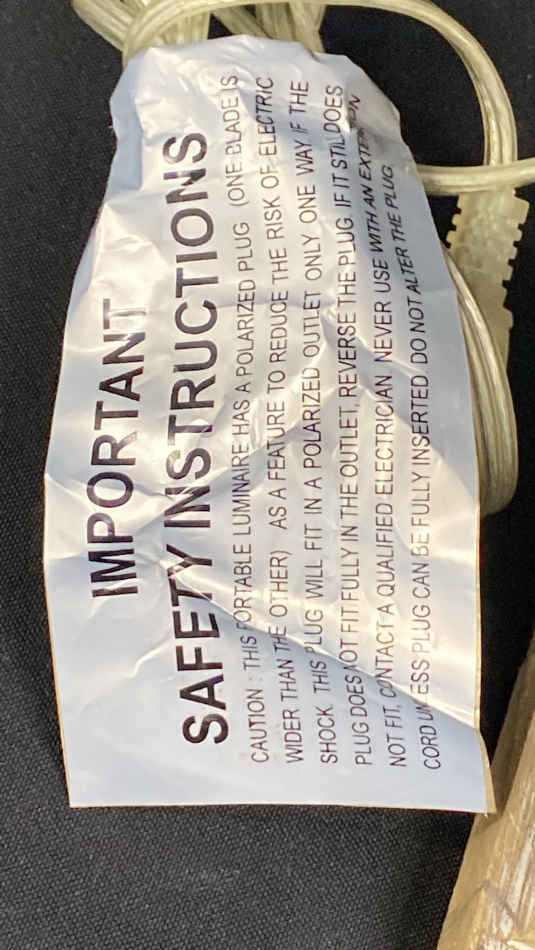 IMPORTANT
SAFETY INSTRUCTIONS
CAUTION : THIS PORTABLE LUMINAIRE HAS A POLARIZED PLUG (ONE BLADE IS
WIDER THAN THE OTHER) AS A FEATURE TO REDUCE THE RISK OF ELECTRIC
SHOCK THIS PLUG WILL FIT IN A POLARIZED OUTLET ONLY ONE WAY IF THE
PLUG DOES NOT FIT FULLY IN THE OUTLET, REVERSE THE PLUG. IF IT STIL DOES
NOT FIT, CONTACT A QUALIFIED ELECTRICIAN. NEVER USE WITH AN EXTENSION
CORD UNLESS PLUG CAN BE FULLY INSERTED DO NOT ALTER THE PLUG.